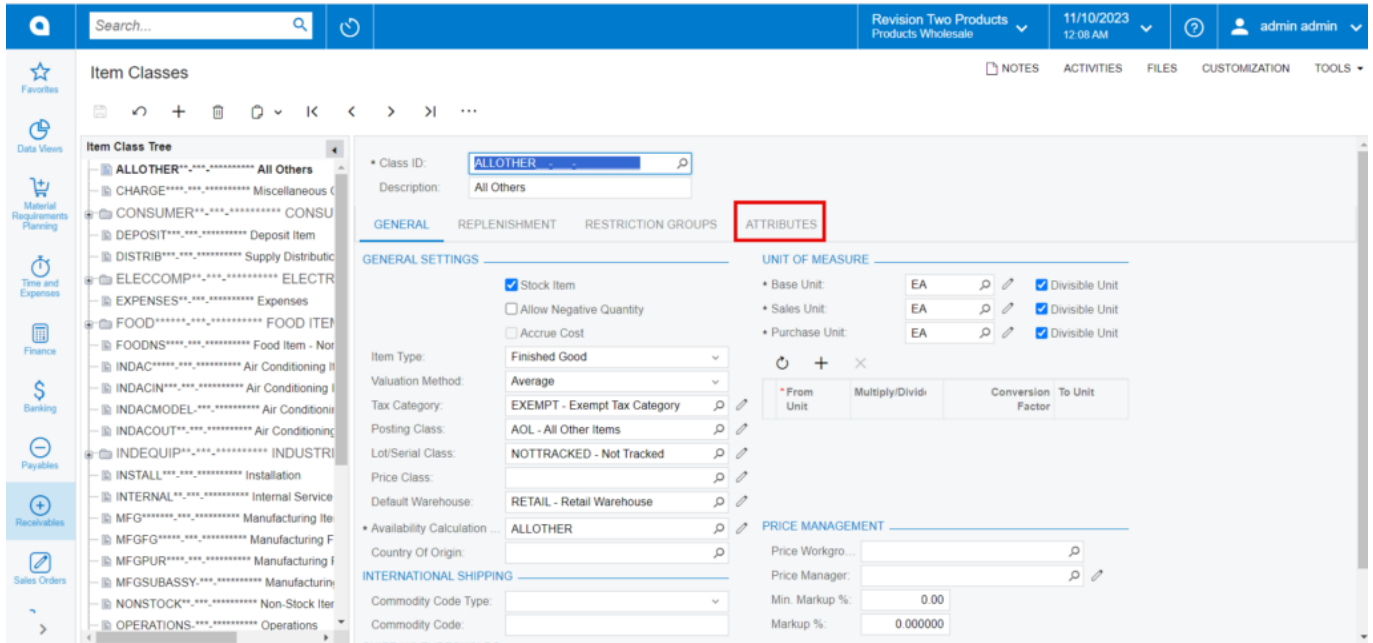 Search...
Revision Two Products
Products Wholesale
11/10/2023
12:08 AM
admin admin
Favorites
Data Views
Material
Requirements
Planning
Time and
Expenses
Finance
Banking
Payables
Receivables
Sales Orders
Item Classes
NOTES ACTIVITIES FILES CUSTOMIZATION TOOLS
Item Class Tree
ALLOTHER**-***-********** All Others
CHARGE****-***-********** Miscellaneous (
CONSUMER**-***-********** CONSU
DEPOSIT***-***-********** Deposit Item
DISTRIB***-***-********** Supply Distributic
ELECCOMP**-***-********** ELECTR
EXPENSES**-***-********** Expenses
FOOD******-***-********** FOOD ITEM
FOODNS****-***-********** Food Item - Nor
INDAC*****-***-********** Air Conditioning It
INDACIN***-***-********** Air Conditioning I
INDACMODEL-***-********** Air Conditionin
INDACOUT**-***-********** Air Conditioning
INDEQUIP**-***-********** INDUSTRI
INSTALL***-***-********** Installation
INTERNAL**-***-********** Internal Service
MFG*******-***-********** Manufacturing Ite
MFGFG*****-***-********** Manufacturing F
MFGPUR****-***-********** Manufacturing F
MFGSUBASSY-***-********** Manufacturing
NONSTOCK**-***-********** Non-Stock Iter
OPERATIONS-***-********** Operations
* Class ID: ALLOTHER__-___-
Description: All Others
GENERAL REPLENISHMENT RESTRICTION GROUPS ATTRIBUTES
GENERAL SETTINGS
Stock Item
Allow Negative Quantity
Accrue Cost
Item Type: Finished Good
Valuation Method: Average
Tax Category: EXEMPT - Exempt Tax Category
Posting Class: AOL - All Other Items
Lot/Serial Class: NOTTRACKED - Not Tracked
Price Class:
Default Warehouse: RETAIL - Retail Warehouse
* Availability Calculation ... ALLOTHER
Country Of Origin:
INTERNATIONAL SHIPPING
Commodity Code Type:
Commodity Code:
UNIT OF MEASURE
* Base Unit: EA Divisible Unit
* Sales Unit: EA Divisible Unit
* Purchase Unit: EA Divisible Unit
* From Unit Multiply/Divid Conversion Factor To Unit
PRICE MANAGEMENT
Price Workgro...
Price Manager:
Min. Markup %: 0.00
Markup %: 0.000000